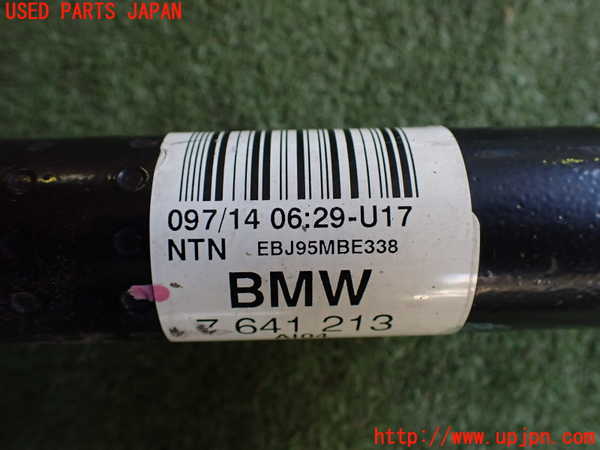 USED PARTS JAPAN
097/14 06:29-U17
NTN EBJ95MBE338
BMW
7 641 213
http://www.upjpn.com/